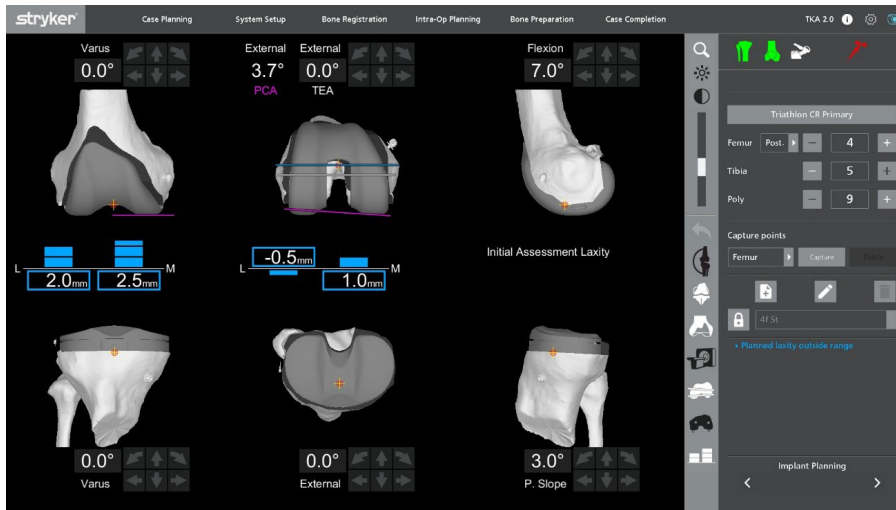 stryker
Case Planning System Setup Bone Registration Intra-Op Planning Bone Preparation Case Completion TKA 2.0
Varus External External Flexion
0.0° 3.7° 0.0° 7.0°
PCA TEA
Triathlon CR Primary
Femur Post. 4
Tibia 5
Poly 9
Capture points
Femur Capture Delete
4f St
• Planned laxity outside range
Initial Assessment Laxity
L 2.0mm 2.5mm M
L -0.5mm 1.0mm M
0.0° 0.0° 3.0°
Varus External P. Slope
Implant Planning